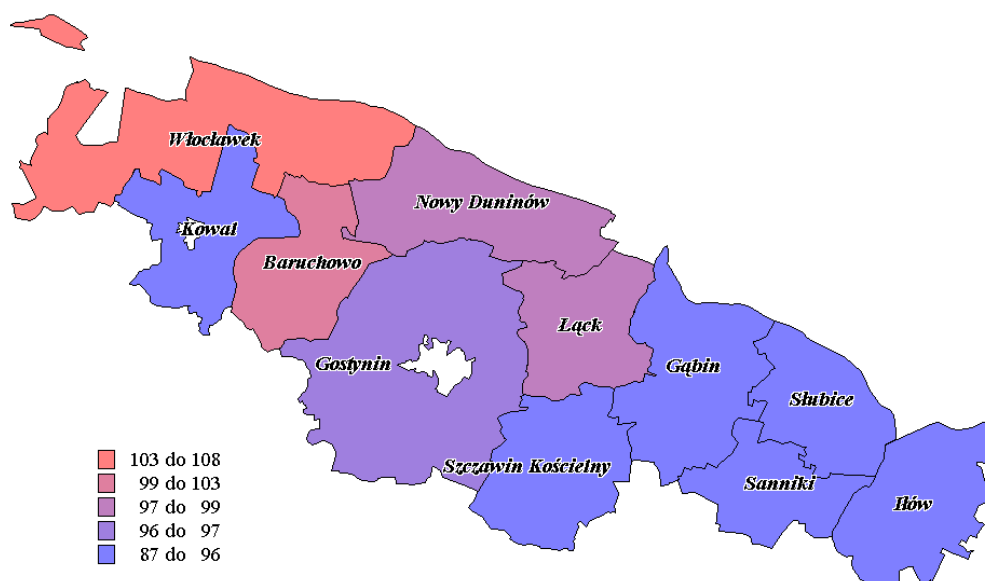 Włocławek
Nowy Duninów
Kowal
Baruchowo
Łąck
Gostynin
Gąbin
Słubice
Szczawin Kościelny
Sanniki
Iłów
103 do 108
99 do 103
97 do 99
96 do 97
87 do 96